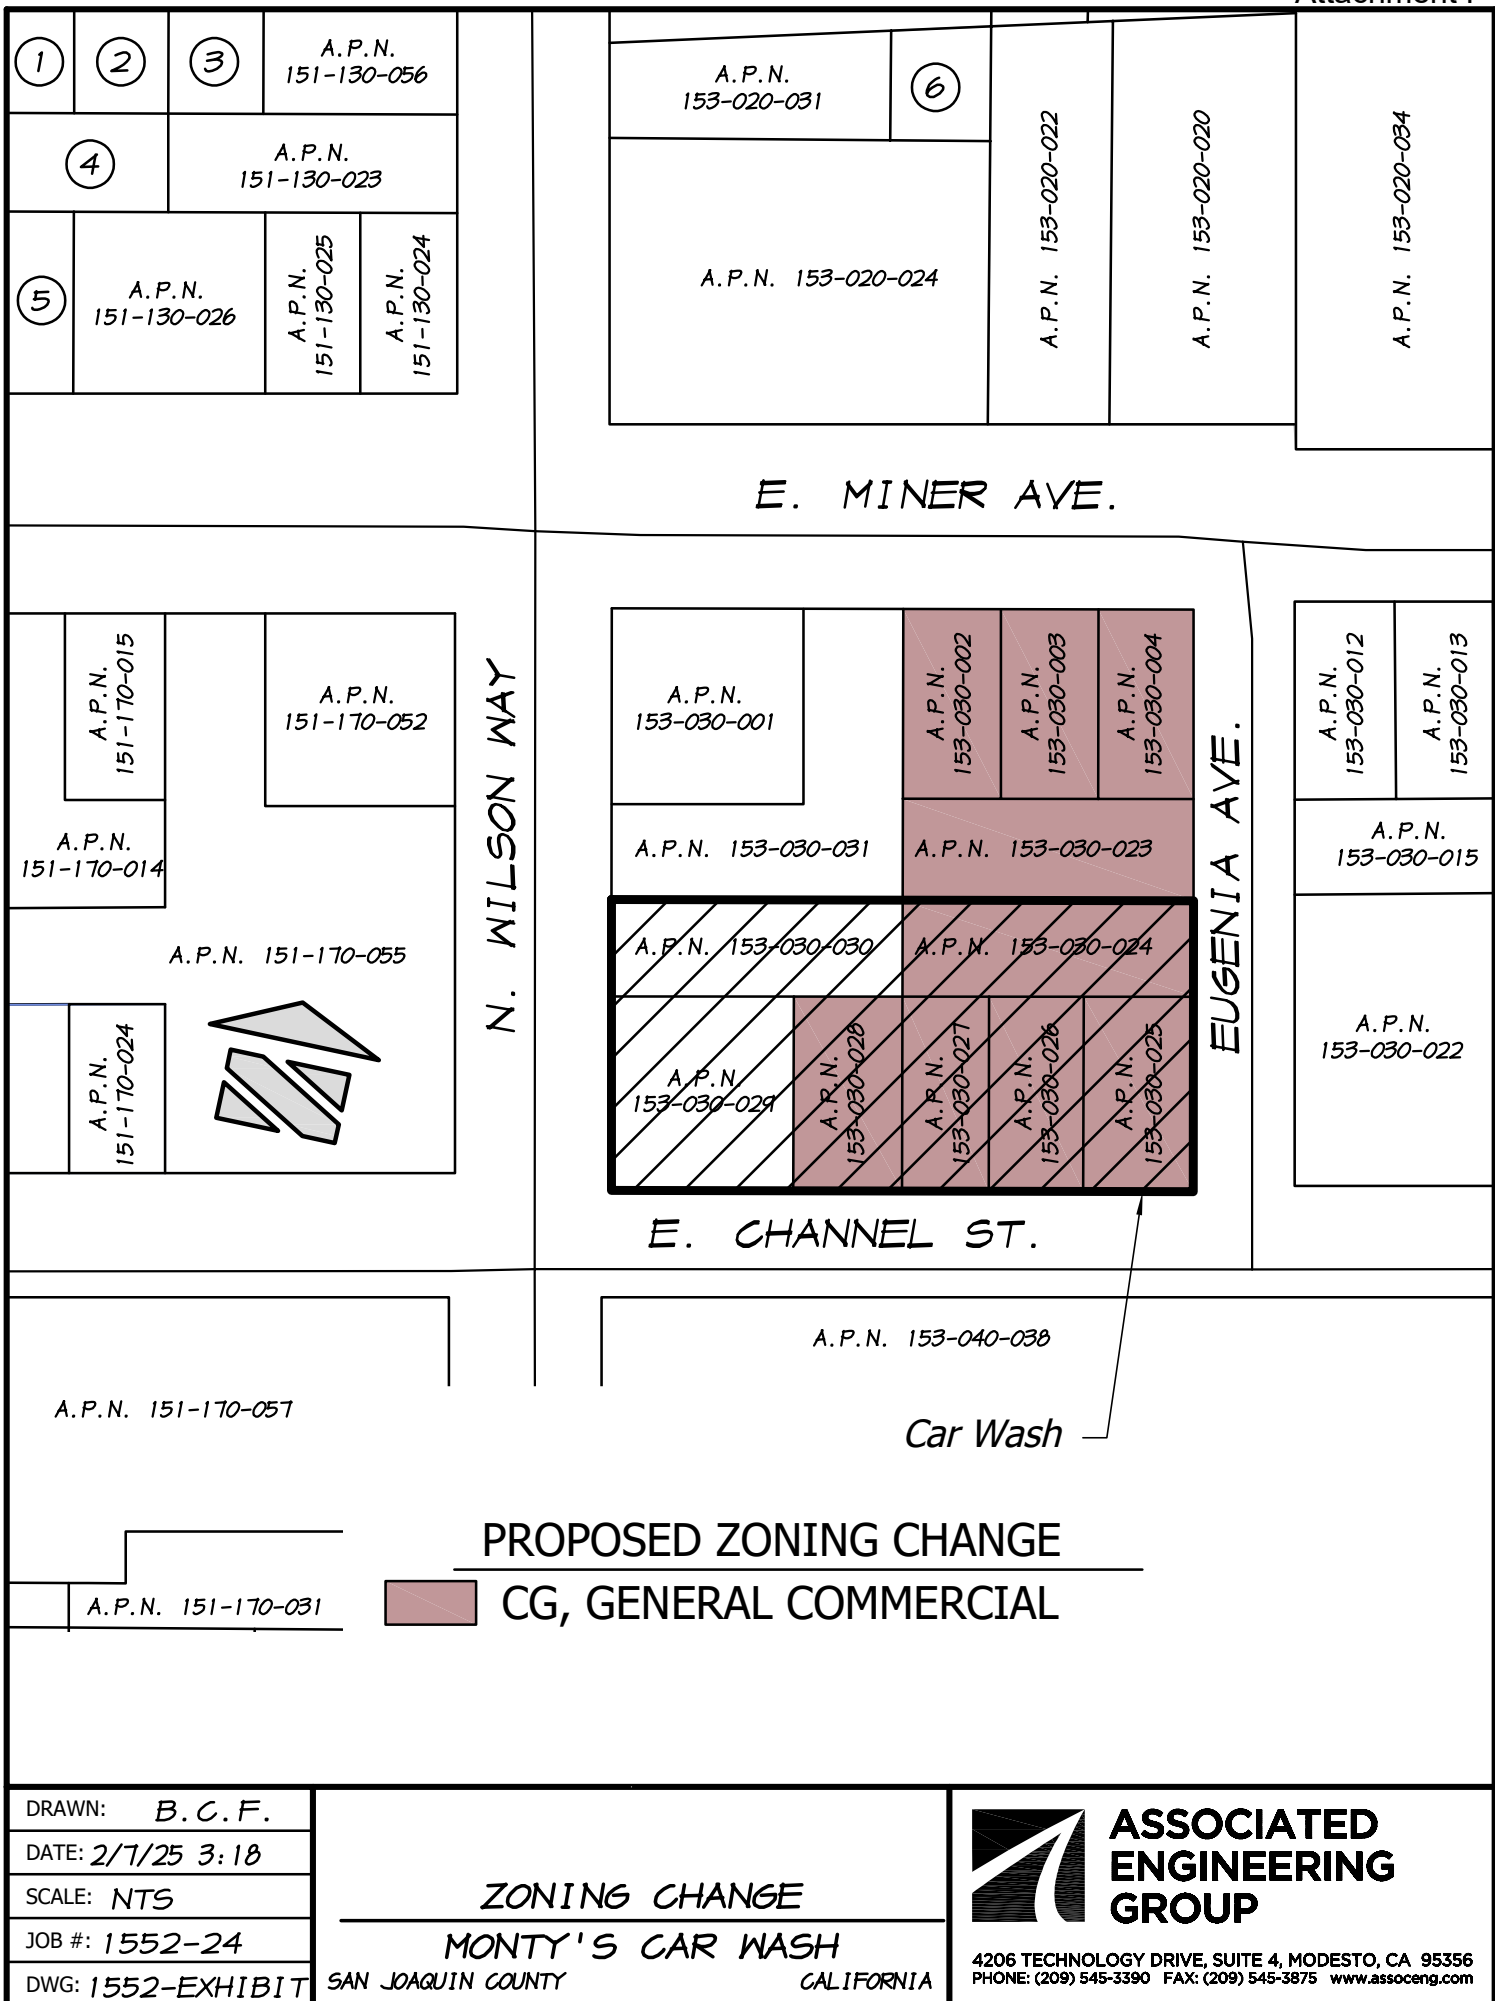 1
2
3
A.P.N.
151-130-056
A.P.N.
153-020-031
6
4
A.P.N.
151-130-023
A.P.N. 153-020-022
A.P.N. 153-020-020
A.P.N. 153-020-034
5
A.P.N.
151-130-026
A.P.N.
151-130-025
A.P.N.
151-130-024
A.P.N. 153-020-024
E. MINER AVE.
A.P.N.
151-170-015
A.P.N.
151-170-052
N. WILSON WAY
A.P.N.
153-030-001
A.P.N.
153-030-002
A.P.N.
153-030-003
A.P.N.
153-030-004
EUGENIA AVE.
A.P.N.
153-030-012
A.P.N.
153-030-013
A.P.N.
151-170-014
A.P.N. 153-030-031
A.P.N. 153-030-023
A.P.N.
153-030-015
A.P.N. 151-170-055
A.P.N. 153-030-030
A.P.N. 153-030-024
A.P.N.
151-170-024
A.P.N.
153-030-029
A.P.N.
153-030-028
A.P.N.
153-030-027
A.P.N.
153-030-026
A.P.N.
153-030-025
A.P.N.
153-030-022
E. CHANNEL ST.
A.P.N. 153-040-038
A.P.N. 151-170-057
Car Wash
PROPOSED ZONING CHANGE
CG, GENERAL COMMERCIAL
A.P.N. 151-170-031
DRAWN: B.C.F.
DATE: 2/7/25 3:18
SCALE: NTS
JOB #: 1552-24
DWG: 1552-EXHIBIT
ZONING CHANGE
MONTY'S CAR WASH
SAN JOAQUIN COUNTY CALIFORNIA
ASSOCIATED
ENGINEERING
GROUP
4206 TECHNOLOGY DRIVE, SUITE 4, MODESTO, CA 95356
PHONE: (209) 545-3390 FAX: (209) 545-3875 www.assoceng.com